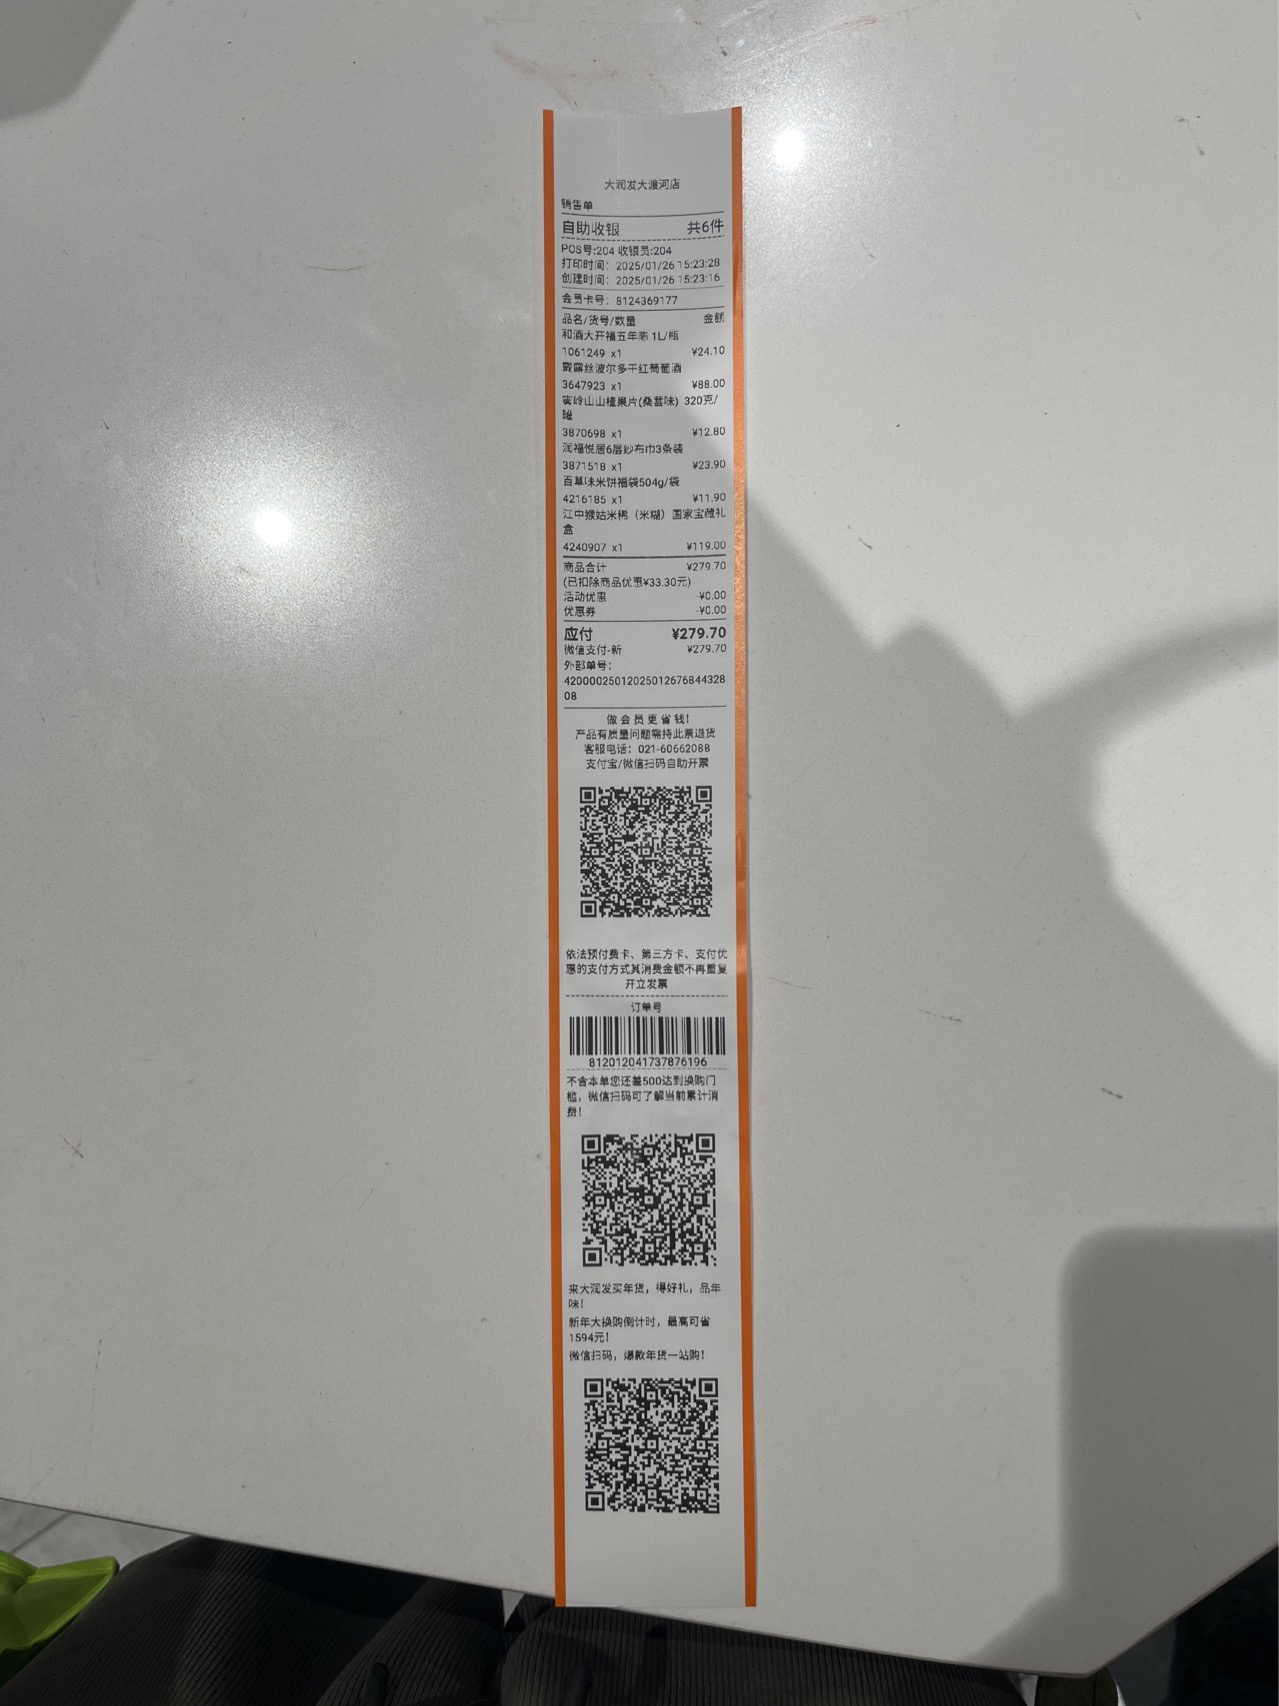 大润发大渡河店
销售单
自助收银 共6件
POS号:204 收银员:204
打印时间: 2025/01/26 15:23:28
创建时间: 2025/01/26 15:23:16
会员卡号: 8124369177
品名/货号/数量 金额
和酒大开福五年陈 1L/瓶
1061249 x1 ¥24.10
戴露丝波尔多干红葡萄酒
3647923 x1 ¥88.00
蜜岭山山楂果片(桑葚味) 320克/
罐
3870698 x1 ¥12.80
润福悦居6层纱布巾3条装
3871518 x1 ¥23.90
百草味米饼福袋504g/袋
4216185 x1 ¥11.90
江中猴姑米稀（米糊）国家宝藏礼
盒
4240907 x1 ¥119.00
商品合计 ¥279.70
(已扣除商品优惠¥33.30元)
活动优惠 -¥0.00
优惠券 -¥0.00
应付 ¥279.70
微信支付-新 ¥279.70
外部单号:
42000025012025012676844328
08
做会员更省钱!
产品有质量问题需持此票退货
客服电话: 021-60662088
支付宝/微信扫码自助开票
依法预付费卡、第三方卡、支付优
惠的支付方式其消费金额不再重复
开立发票
订单号
812012041737876196
不含本单您还差500达到换购门
槛，微信扫码可了解当前累计消
费!
来大润发买年货，得好礼，品年
味!
新年大换购倒计时，最高可省
1594元!
微信扫码，爆款年货一站购!